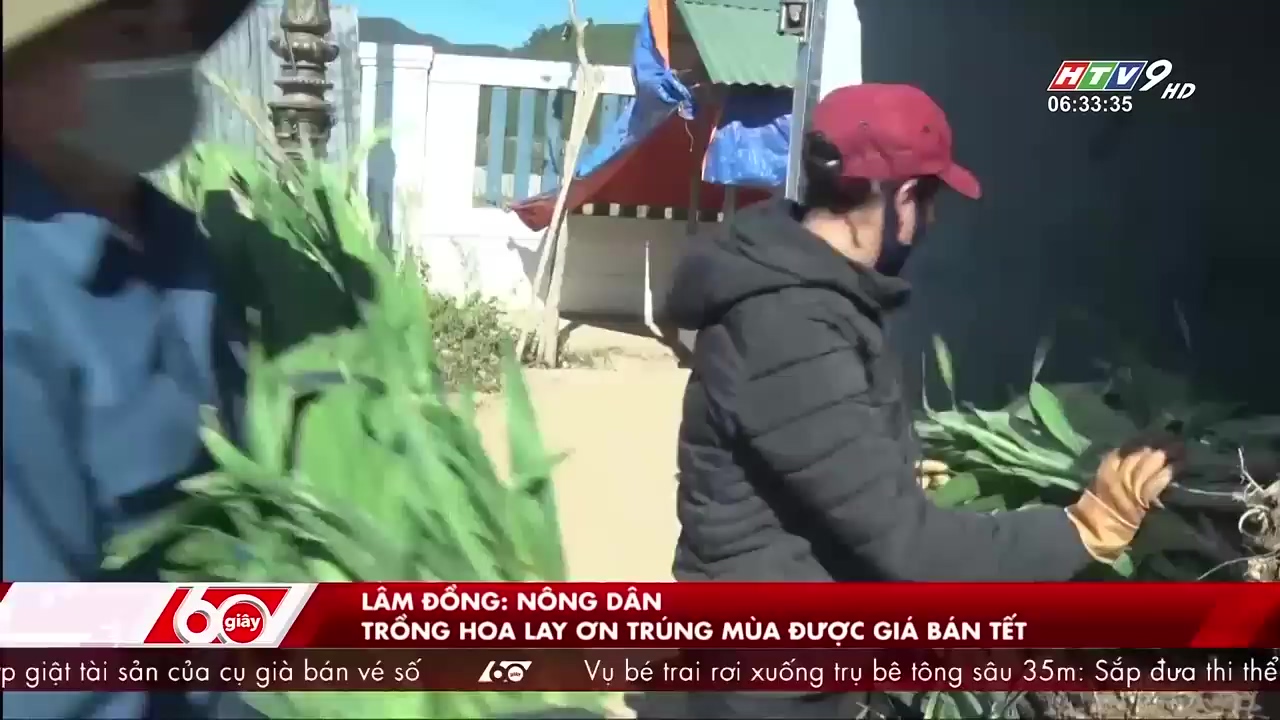 HTV9 HD
06:33:35
60 giây
LÂM ĐỒNG: NÔNG DÂN
TRỒNG HOA LAY ƠN TRÚNG MÙA ĐƯỢC GIÁ BÁN TẾT
giật tài sản của cụ già bán vé số 60 giây Vụ bé trai rơi xuống trụ bê tông sâu 35m: Sắp đưa thi thể